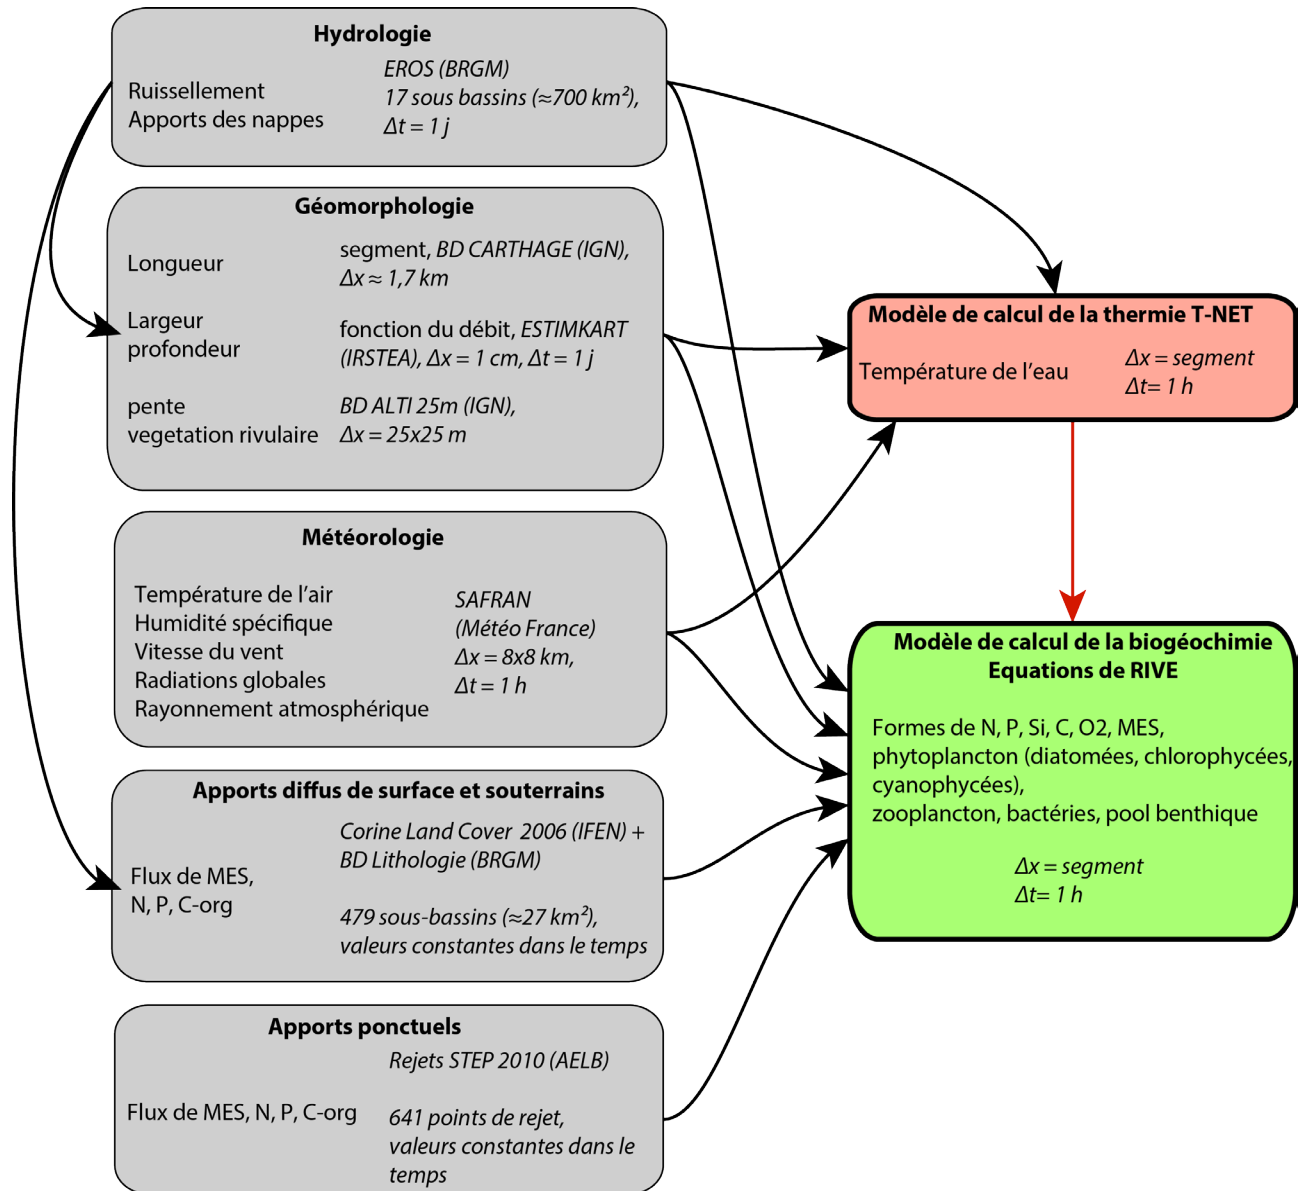 Hydrologie
EROS (BRGM)
Ruissellement
17 sous bassins (≈700 km²),
Apports des nappes
Δt = 1 j
Géomorphologie
Longueur
segment, BD CARTHAGE (IGN),
Δx ≈ 1,7 km
Largeur
profondeur
fonction du débit, ESTIMKART
(IRSTEA), Δx = 1 cm, Δt = 1 j
pente
vegetation rivulaire
BD ALTI 25m (IGN),
Δx = 25x25 m
Météorologie
Température de l'air
Humidité spécifique
Vitesse du vent
Radiations globales
Rayonnement atmosphérique
SAFRAN
(Météo France)
Δx = 8x8 km,
Δt = 1 h
Apports diffus de surface et souterrains
Corine Land Cover 2006 (IFEN) +
BD Lithologie (BRGM)
Flux de MES,
N, P, C-org
479 sous-bassins (≈27 km²),
valeurs constantes dans le temps
Apports ponctuels
Rejets STEP 2010 (AELB)
Flux de MES, N, P, C-org
641 points de rejet,
valeurs constantes dans le
temps
Modèle de calcul de la thermie T-NET
Température de l'eau
Δx = segment
Δt= 1 h
Modèle de calcul de la biogéochimie
Equations de RIVE
Formes de N, P, Si, C, O2, MES,
phytoplancton (diatomées, chlorophycées,
cyanophycées),
zooplancton, bactéries, pool benthique
Δx = segment
Δt= 1 h